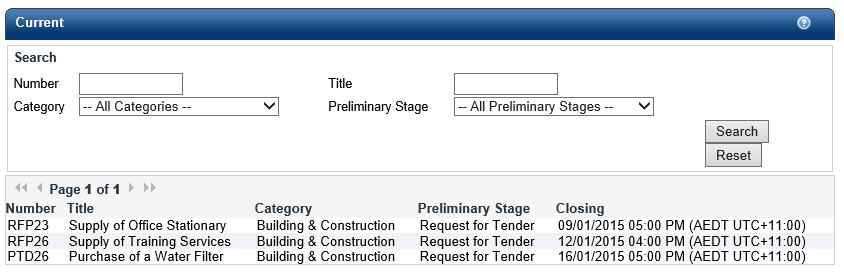 Current
Search
Number Title
Category -- All Categories -- Preliminary Stage -- All Preliminary Stages --
Search
Reset
Page 1 of 1
Number Title Category Preliminary Stage Closing
RFP23 Supply of Office Stationary Building & Construction Request for Tender 09/01/2015 05:00 PM (AEDT UTC+11:00)
RFP26 Supply of Training Services Building & Construction Request for Tender 12/01/2015 04:00 PM (AEDT UTC+11:00)
PTD26 Purchase of a Water Filter Building & Construction Request for Tender 16/01/2015 05:00 PM (AEDT UTC+11:00)